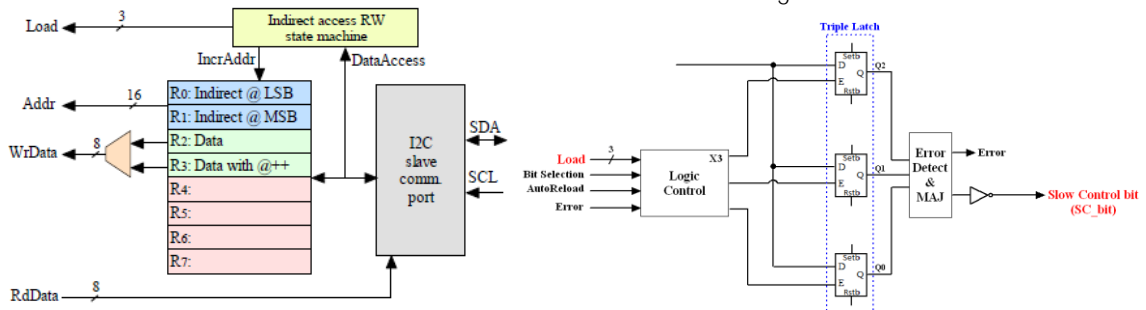 Load
3
Indirect access RW
state machine
IncrAddr
DataAccess
Addr
16
R0: Indirect @ LSB
R1: Indirect @ MSB
WrData
8
R2: Data
R3: Data with @++
R4:
R5:
R6:
R7:
I2C
slave
comm.
port
SDA
SCL
RdData
8
Triple Latch
Setb
D
Q
E
Rstb
Q2
Load
3
Bit Selection
AutoReload
Error
Logic
Control
X3
Setb
D
Q
E
Rstb
Q1
Setb
D
Q
E
Rstb
Q0
Error
Detect
&
MAJ
Error
Slow Control bit
(SC_bit)